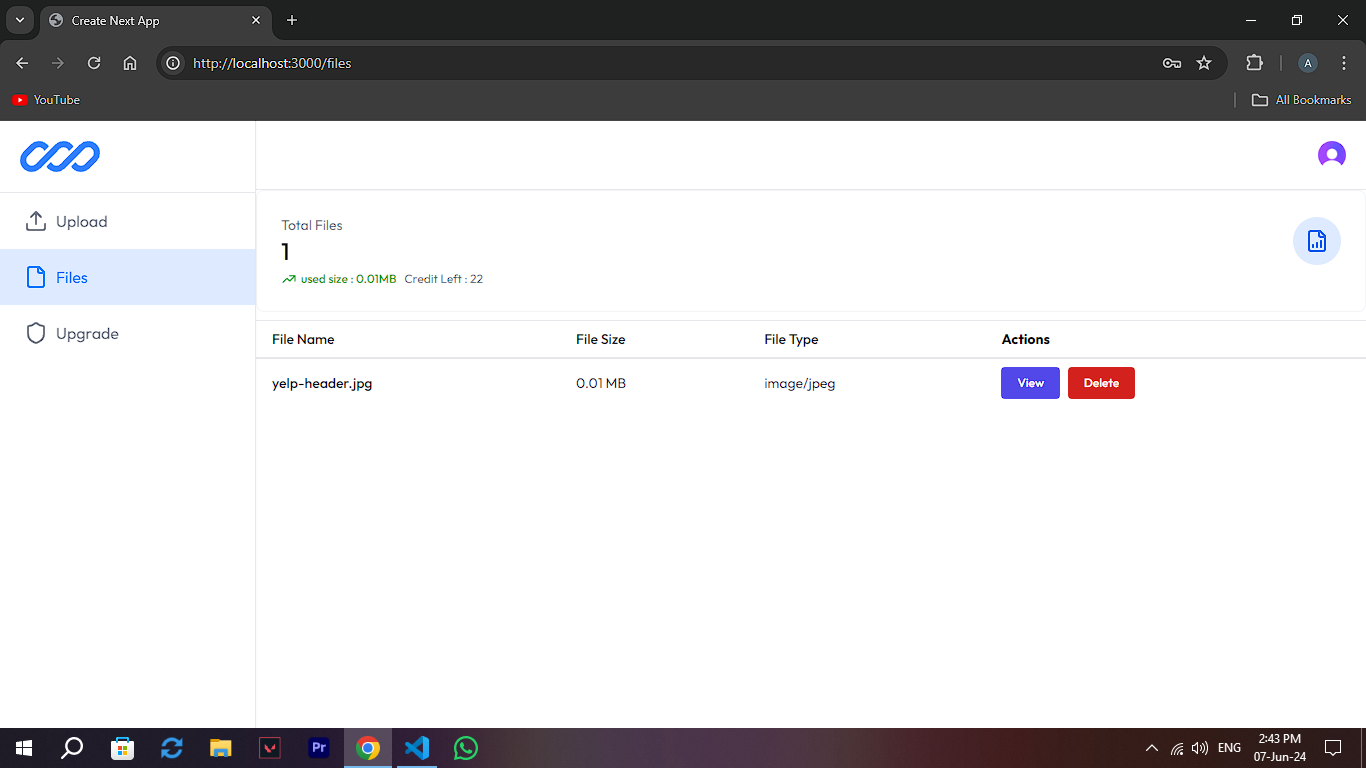 Create Next App
http://localhost:3000/files
A
YouTube
All Bookmarks
Upload
Files
Upgrade
Total Files
1
used size : 0.01MB Credit Left : 22
File Name File Size File Type Actions
yelp-header.jpg 0.01 MB image/jpeg View Delete
Pr
ENG
2:43 PM
07-Jun-24